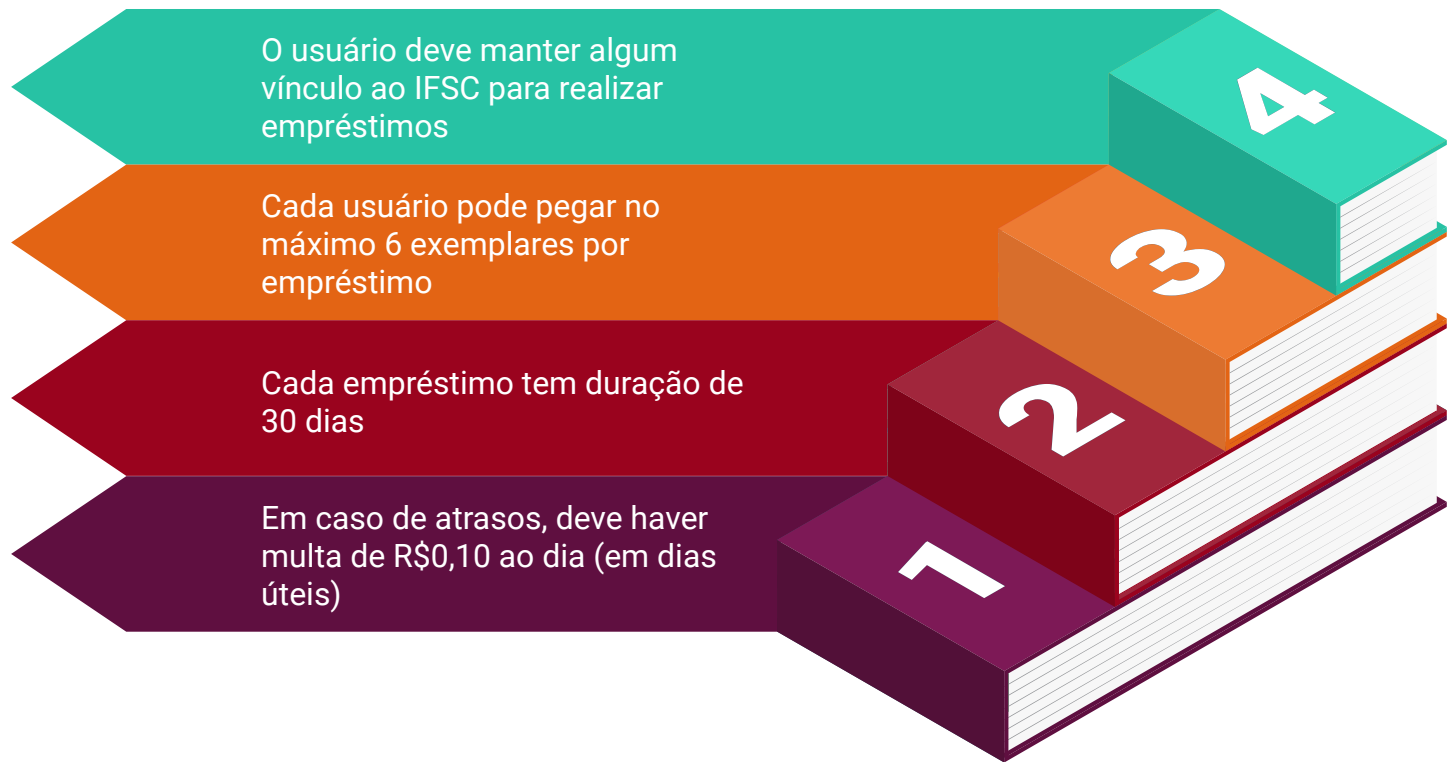 O usuário deve manter algum
vínculo ao IFSC para realizar
empréstimos
4
Cada usuário pode pegar no
máximo 6 exemplares por
empréstimo
3
Cada empréstimo tem duração de
30 dias
2
Em caso de atrasos, deve haver
multa de R$0,10 ao dia (em dias
úteis)
1